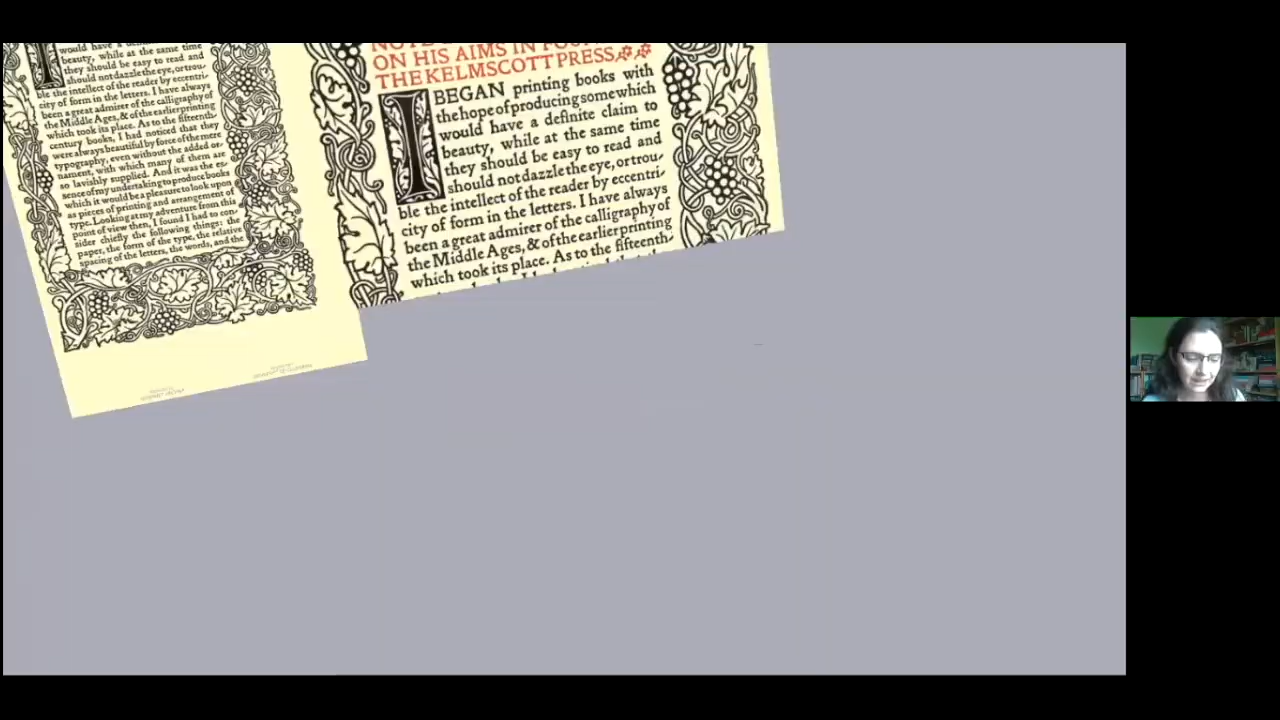 would have a definite
beauty, while at the same time
they should be easy to read and
should not dazzle the eye, or trou-
ble the intellect of the reader by eccentri-
city of form in the letters. I have always
been a great admirer of the calligraphy of
the Middle Ages, & of the earlier printing
which took its place. As to the fifteenth-
century books, I had noticed that they
were always beautiful by force of the mere
typography, even without the added or-
nament, with which many of them are
so lavishly supplied. And it was the es-
sence of my undertaking to produce books
which it would be a pleasure to look upon
as pieces of printing and arrangement of
type. Looking at my adventure from this
point of view then, I found I had to con-
sider chiefly the following things: the
paper, the form of the type, the relative
spacing of the letters, the words, and the
ON HIS AIMS IN
THE KELMSCOTT PRESS
I BEGAN printing books with
the hope of producing some which
would have a definite claim to
beauty, while at the same time
they should be easy to read and
should not dazzle the eye, or trou-
ble the intellect of the reader by eccentri-
city of form in the letters. I have always
been a great admirer of the calligraphy of
the Middle Ages, & of the earlier printing
which took its place. As to the fifteenth-